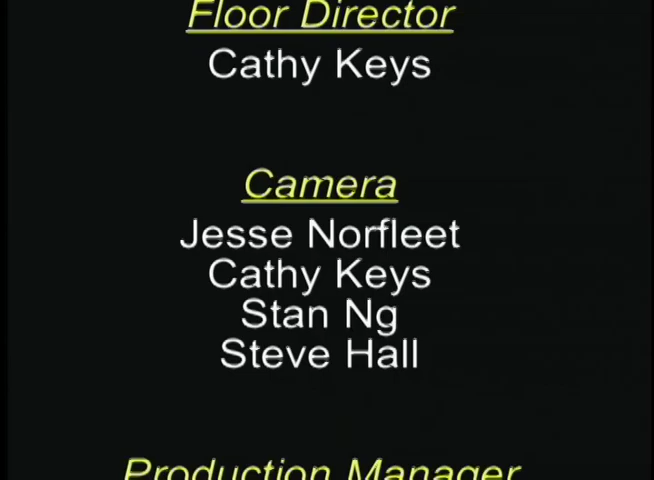 Floor Director
Cathy Keys
Camera
Jesse Norfleet
Cathy Keys
Stan Ng
Steve Hall
Production Manager